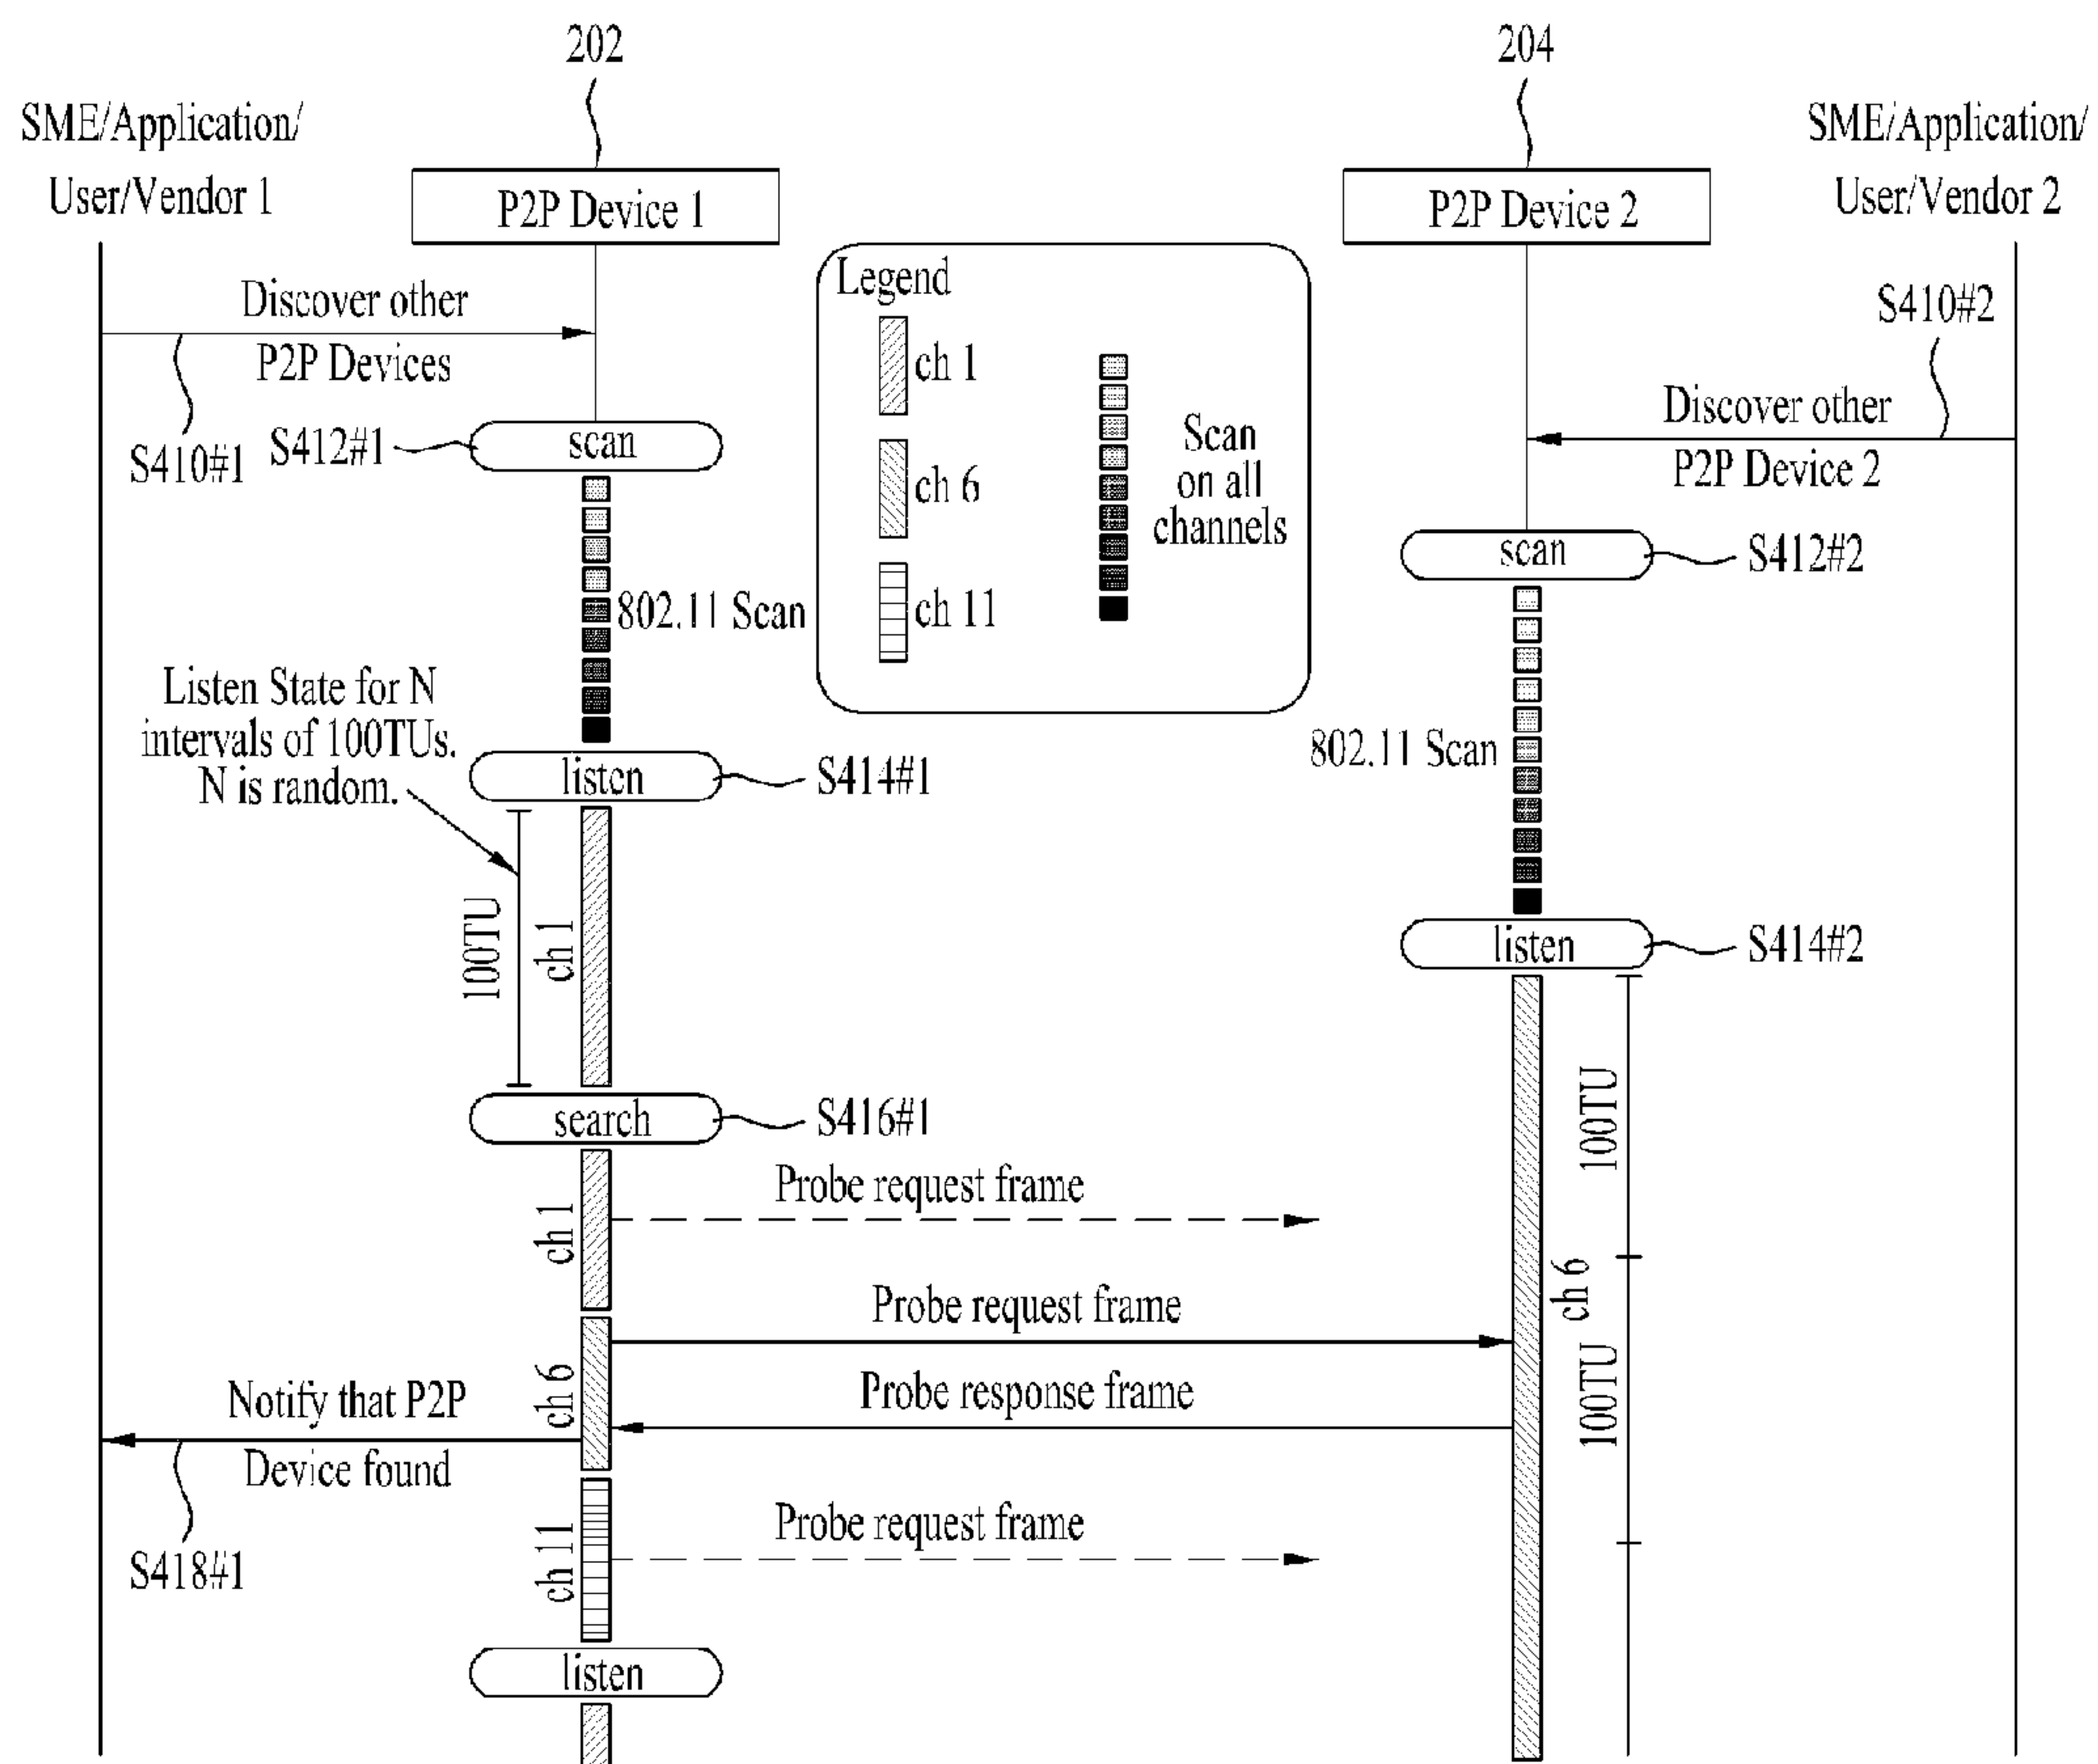 202
204
SME/Application/
User/Vendor 1
SME/Application/
User/Vendor 2
P2P Device 1
P2P Device 2
Discover other
P2P Devices
S410#1
S410#2
Discover other
P2P Device 2
Legend
ch 1
ch 6
ch 11
Scan
on all
channels
S412#1
scan
scan
S412#2
802.11 Scan
802.11 Scan
Listen State for N
intervals of 100TUs.
N is random.
listen
S414#1
listen
S414#2
100TU
ch 1
100TU
search
S416#1
ch 1
Probe request frame
ch 6
Probe request frame
100TU
ch 6
Probe response frame
Notify that P2P
Device found
S418#1
ch 11
Probe request frame
listen